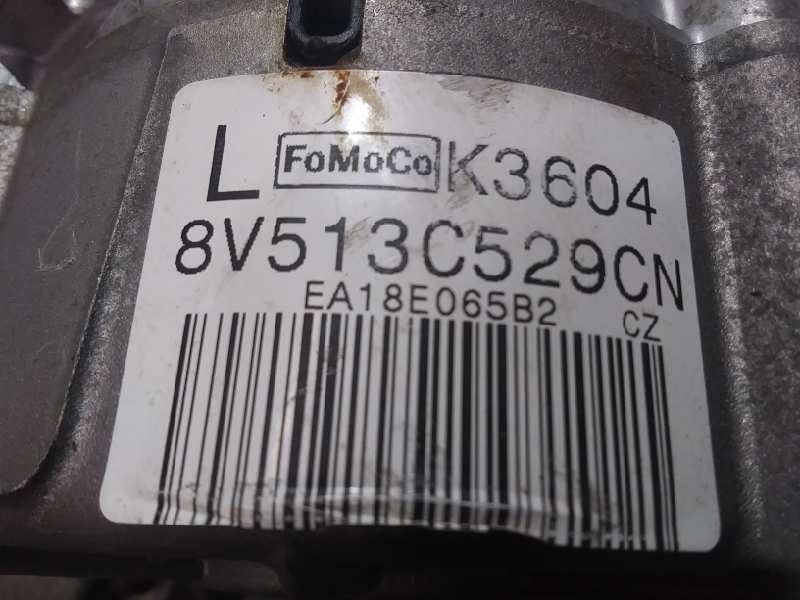 L FoMoCo K3604
8V513C529CN
EA18E065B2
CZ